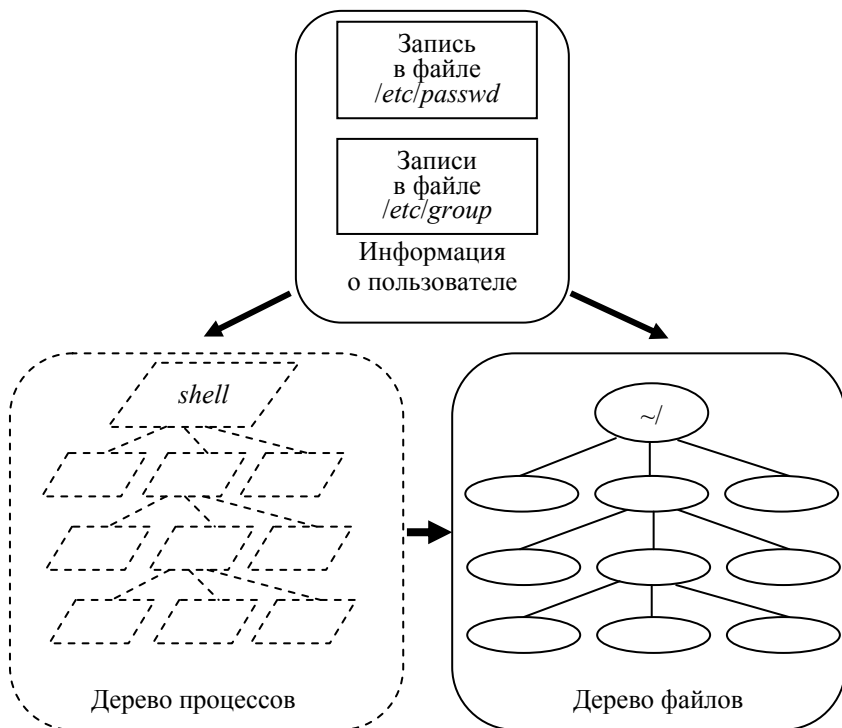 Запись
в файле
/etc/passwd
Записи
в файле
/etc/group
Информация
о пользователе
shell
~/
Дерево процессов
Дерево файлов